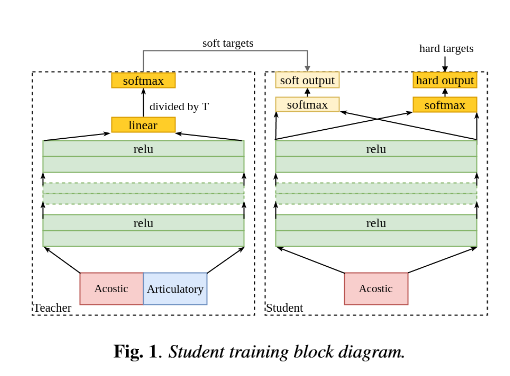 soft targets
hard targets
softmax
soft output
hard output
divided by T
softmax
softmax
linear
relu
relu
relu
relu
Acostic
Articulatory
Acostic
Teacher
Student
Fig. 1. Student training block diagram.